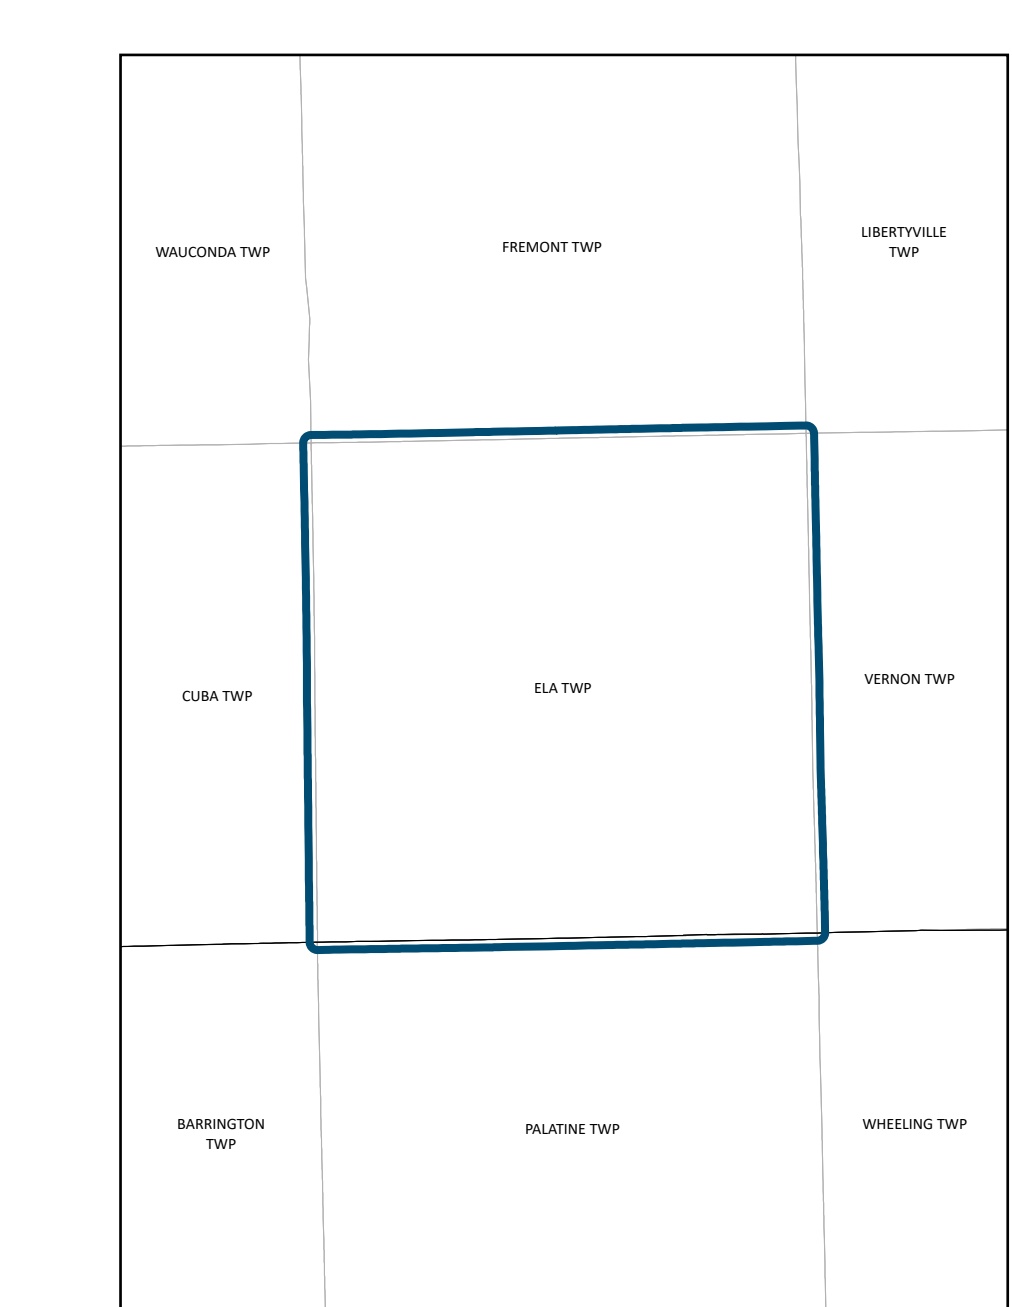 WAUCONDA TWP
FREMONT TWP
LIBERTYVILLE
TWP
CUBA TWP
ELA TWP
VERNON TWP
BARRINGTON
TWP
PALATINE TWP
WHEELING TWP